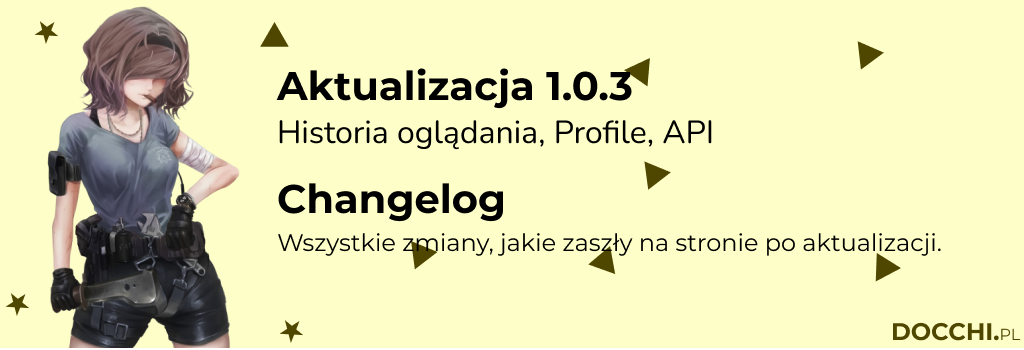 Aktualizacja 1.0.3
Historia oglądania, Profile, API
Changelog
Wszystkie zmiany, jakie zaszły na stronie po aktualizacji.
DOCCHI.PL